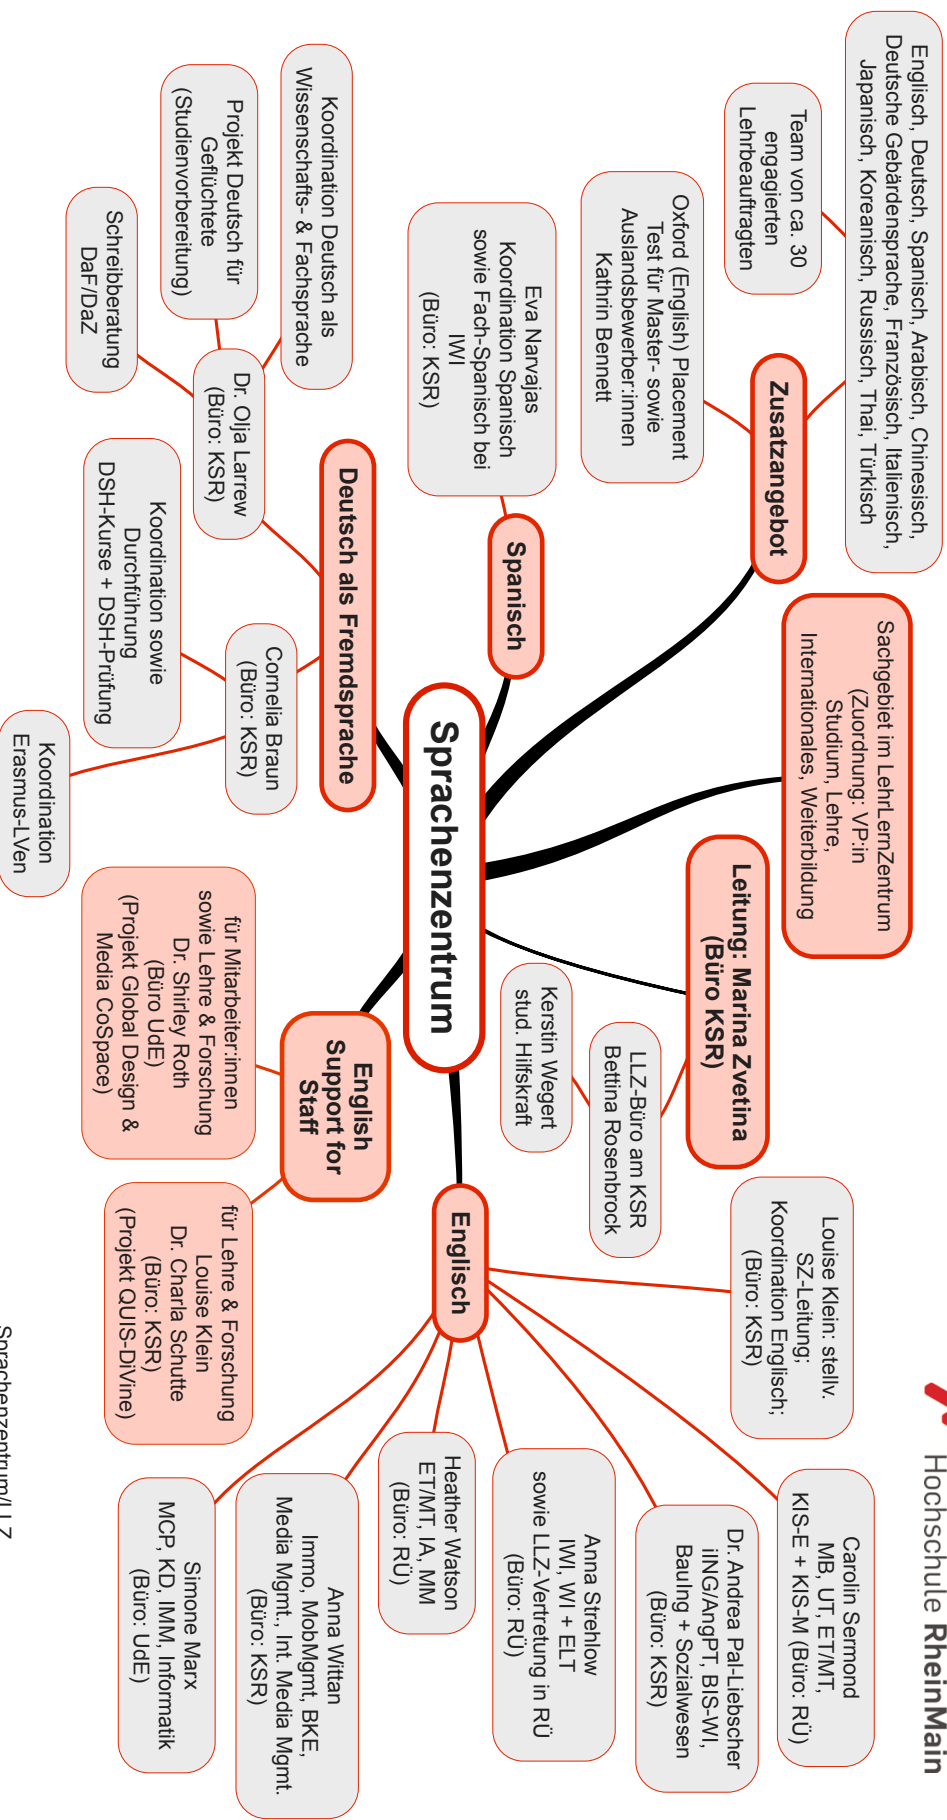 Hochschule RheinMain
Englisch, Deutsch, Spanisch, Arabisch, Chinesisch,
Deutsche Gebärdensprache, Französisch, Italienisch,
Japanisch, Koreanisch, Russisch, Thai, Türkisch
Team von ca. 30
engagierten
Lehrbeauftragten
Zusatzangebot
Oxford (English) Placement
Test für Master- sowie
Auslandsbewerber:innen
Kathrin Bennett
Eva Narvajas
Koordination Spanisch
sowie Fach-Spanisch bei
IWI
(Büro: KSR)
Spanisch
Koordination Deutsch als
Wissenschafts- & Fachsprache
Projekt Deutsch für
Geflüchtete
(Studienvorbereitung)
Schreibberatung
DaF/DaZ
Dr. Olja Larrew
(Büro: KSR)
Deutsch als Fremdsprache
Cornelia Braun
(Büro: KSR)
Koordination sowie
Durchführung
DSH-Kurse + DSH-Prüfung
Koordination
Erasmus-LVen
Sachgebiet im LehrLernZentrum
(Zuordnung: VP:in
Studium, Lehre,
Internationales, Weiterbildung
Leitung: Marina Zvetina
(Büro KSR)
LLZ-Büro am KSR
Bettina Rosenbrock
Kerstin Wegert
stud. Hilfskraft
Sprachenzentrum
English
Support for
Staff
für Mitarbeiter:innen
sowie Lehre & Forschung
Dr. Shirley Roth
(Büro UdE)
(Projekt Global Design &
Media CoSpace)
für Lehre & Forschung
Louise Klein
Dr. Charla Schutte
(Büro: KSR)
(Projekt QUIS-DiVine)
Englisch
Louise Klein: stellv.
SZ-Leitung;
Koordination Englisch;
(Büro: KSR)
Carolin Sermond
MB, UT, ET/MT,
KIS-E + KIS-M (Büro: RÜ)
Dr. Andrea Pal-Liebscher
iING/AngPT, BIS-WI,
BauIng + Sozialwesen
(Büro: KSR)
Anna Strehlow
IWI, WI + ELT
sowie LLZ-Vertretung in RÜ
(Büro: RÜ)
Heather Watson
ET/MT, IA, MM
(Büro: RÜ)
Anna Wittan
Immo, MobMgmt, BKE,
Media Mgmt., Int. Media Mgmt.
(Büro: KSR)
Simone Marx
MCP, KD, IMM, Informatik
(Büro: UdE)
Sprachenzentrum/LLZ